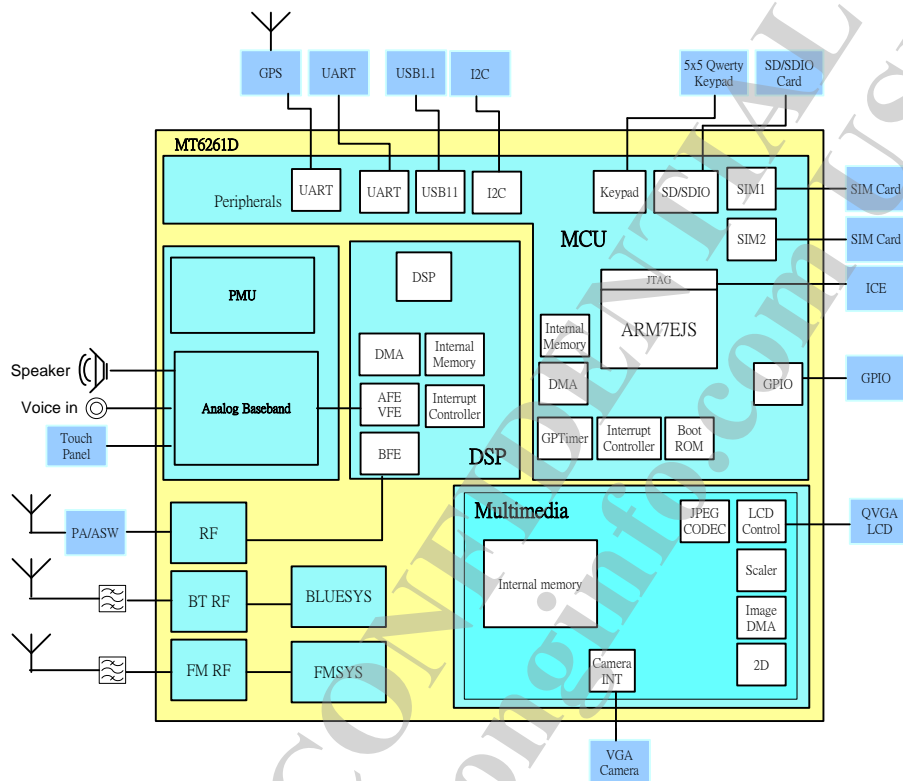 GPS
UART
USB1.1
I2C
5x5 Qwerty
Keypad
SD/SDIO
Card
MT6261D
Peripherals
UART
UART
USB11
I2C
Keypad
SD/SDIO
SIM1
SIM Card
MCU
SIM2
SIM Card
JTAG
ICE
ARM7EJS
Internal
Memory
DMA
GPIO
GPIO
GPTimer
Interrupt
Controller
Boot
ROM
PMU
Analog Baseband
DSP
DMA
Internal
Memory
AFE
VFE
Interrupt
Controller
BFE
DSP
Speaker
Voice in
Touch
Panel
PA/ASW
RF
BT RF
BLUESYS
FM RF
FMSYS
Multimedia
JPEG
CODEC
LCD
Control
QVGA
LCD
Internal memory
Scaler
Image
DMA
2D
Camera
INT
VGA
Camera
CONFIDENTIAL